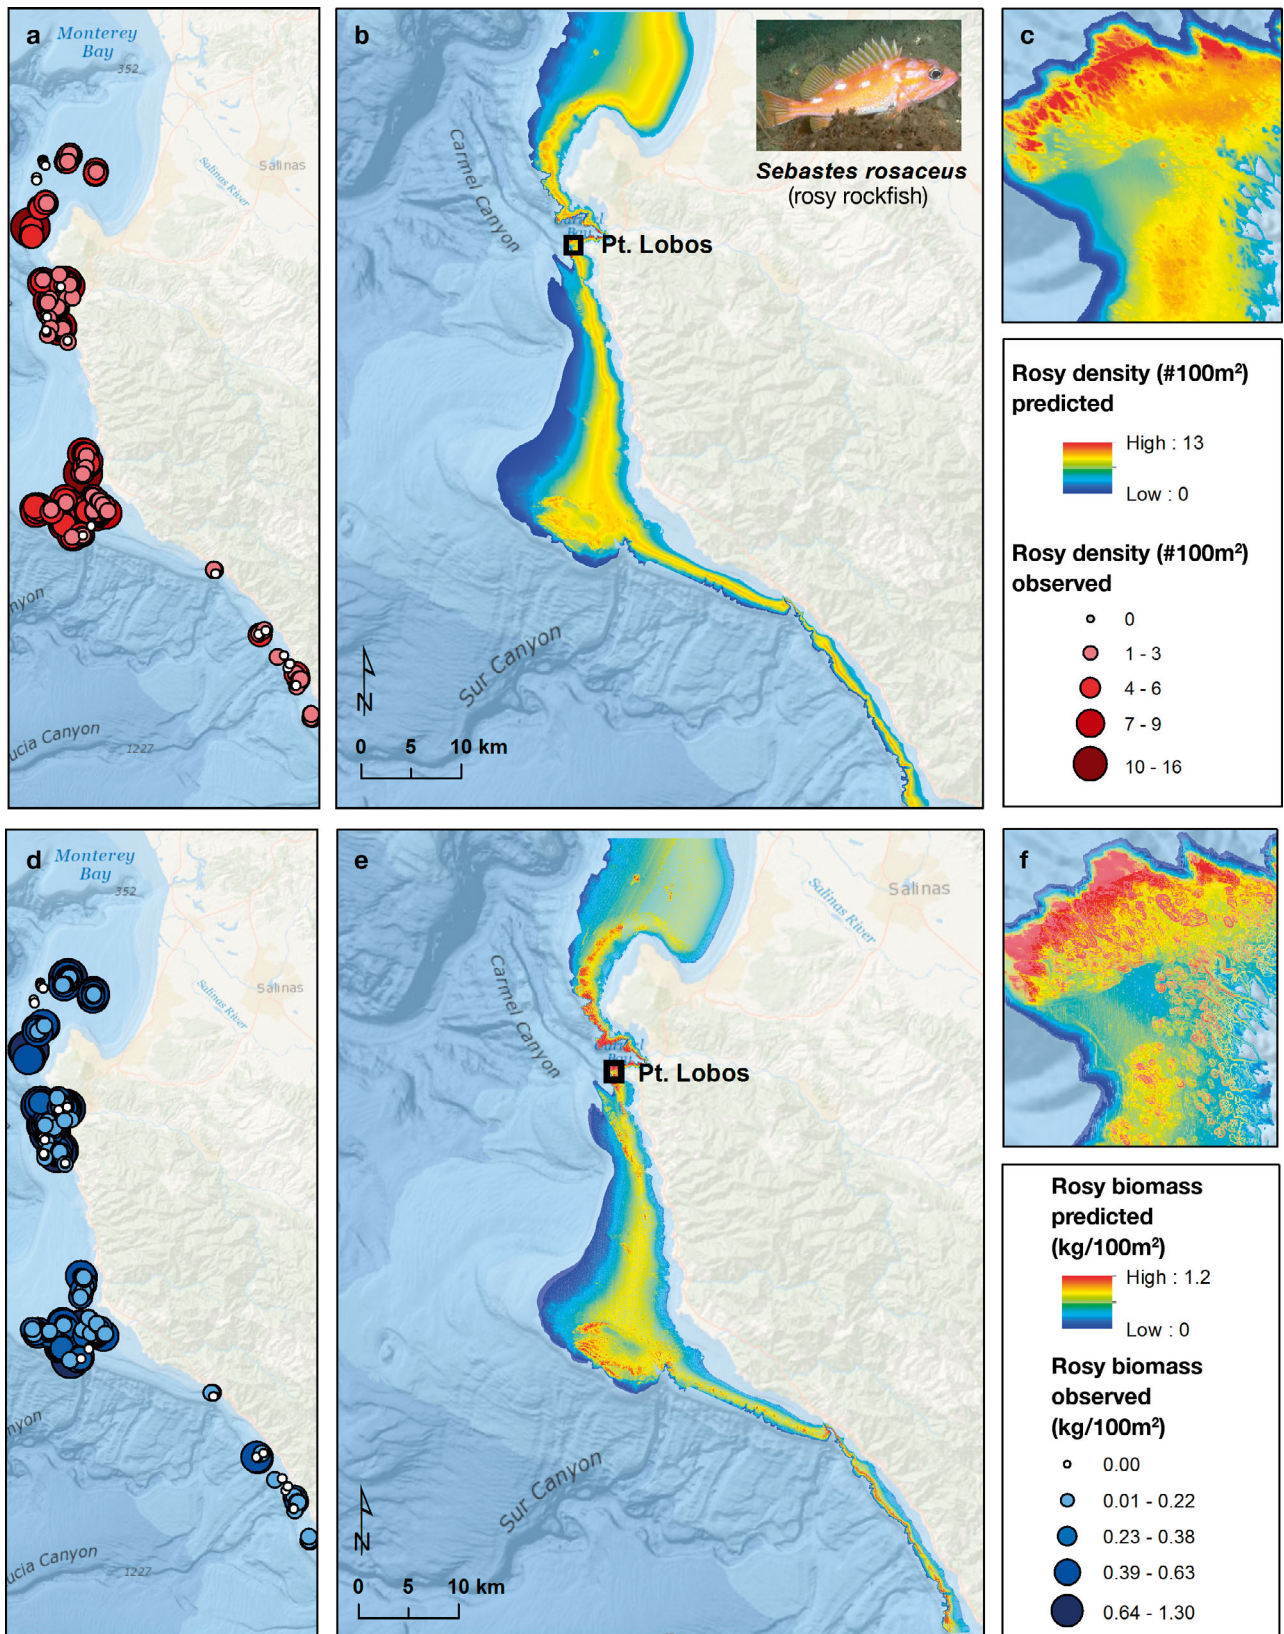 a
Monterey
Bay
352
Salinas River
Salinas
nyon
ucia Canyon
1227
b
Carmel Canyon
Bay
Pt. Lobos
Sebastes rosaceus
(rosy rockfish)
Sur Canyon
N
0 5 10 km
c
Rosy density (#100m²)
predicted
High : 13
Low : 0
Rosy density (#100m²)
observed
0
1 - 3
4 - 6
7 - 9
10 - 16
d
Monterey
Bay
352
Salinas River
Salinas
nyon
ucia Canyon
1227
e
Salinas
Salinas River
Carmel Canyon
Bay
Pt. Lobos
Sur Canyon
N
0 5 10 km
f
Rosy biomass
predicted
(kg/100m²)
High : 1.2
Low : 0
Rosy biomass
observed
(kg/100m²)
0.00
0.01 - 0.22
0.23 - 0.38
0.39 - 0.63
0.64 - 1.30